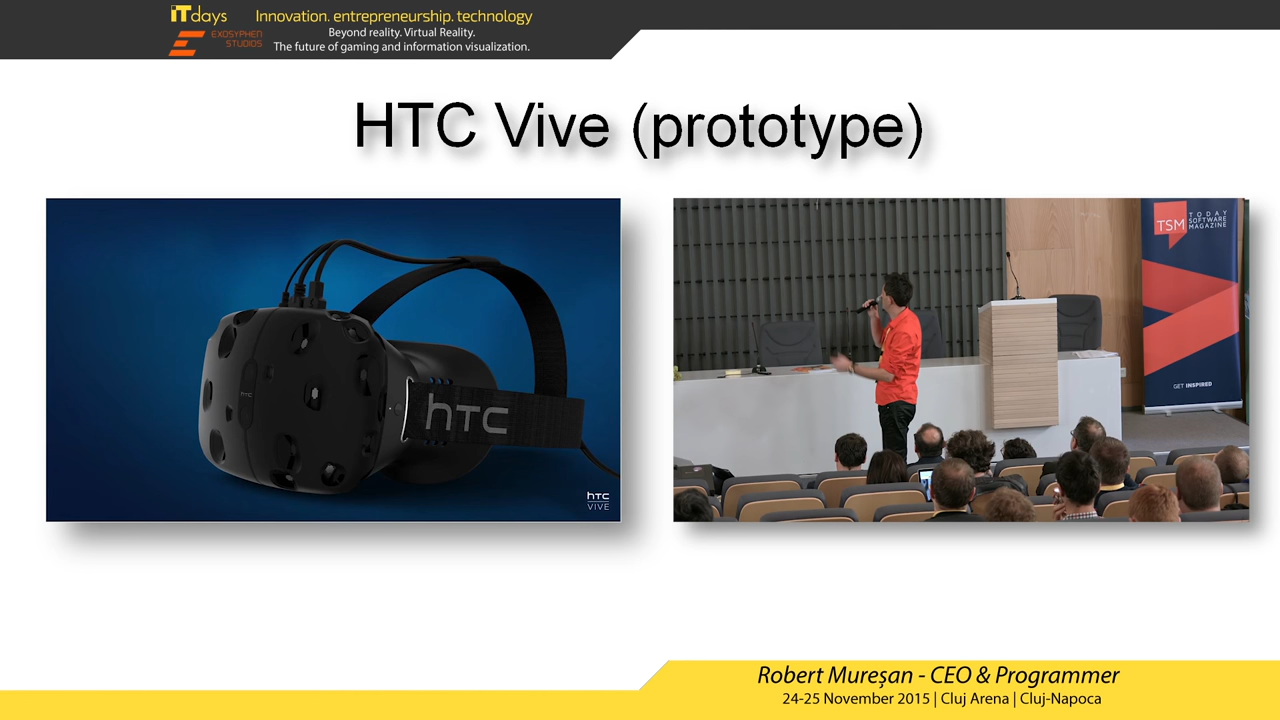 iTdays
Innovation. entrepreneurship. technology
EXOSYPHEN
STUDIOS
Beyond reality. Virtual Reality.
The future of gaming and information visualization.
HTC Vive (prototype)
hTC
hTC
hTC
VIVE
TSM
TODAY
SOFTWARE
MAGAZINE
GET INSPIRED
Robert Mureșan - CEO & Programmer
24-25 November 2015 | Cluj Arena | Cluj-Napoca